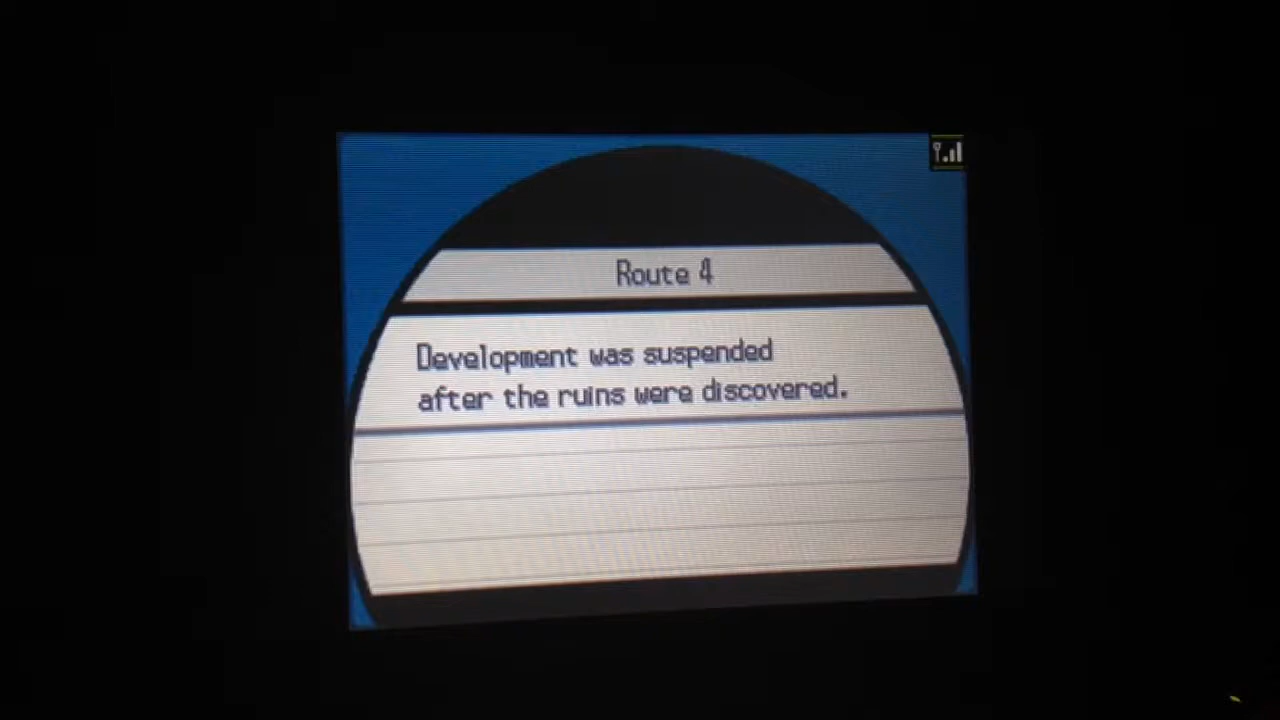 Route 4
Development was suspended
after the ruins were discovered.